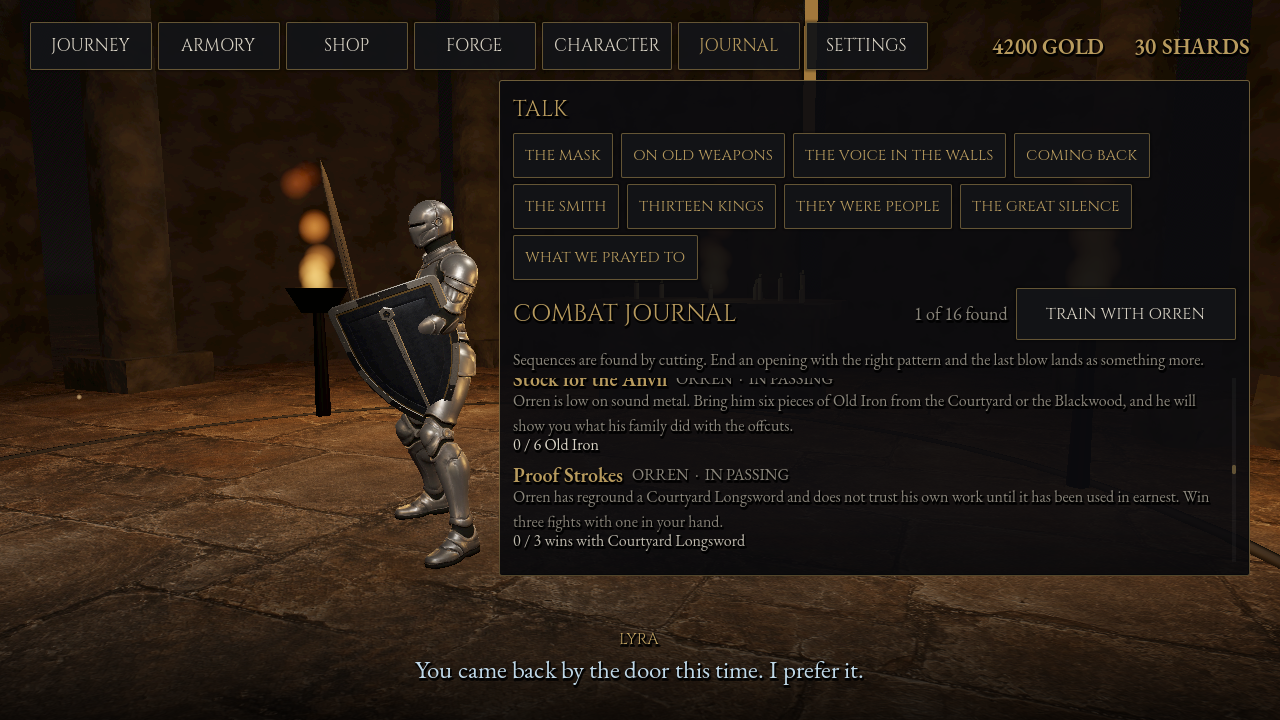 JOURNEY
ARMORY
SHOP
FORGE
CHARACTER
JOURNAL
SETTINGS
4200 GOLD
30 SHARDS
TALK
THE MASK
ON OLD WEAPONS
THE VOICE IN THE WALLS
COMING BACK
THE SMITH
THIRTEEN KINGS
THEY WERE PEOPLE
THE GREAT SILENCE
WHAT WE PRAYED TO
COMBAT JOURNAL
1 of 16 found
TRAIN WITH ORREN
Sequences are found by cutting. End an opening with the right pattern and the last blow lands as something more.
Stock for the Anvil ORREN · IN PASSING
Orren is low on sound metal. Bring him six pieces of Old Iron from the Courtyard or the Blackwood, and he will
show you what his family did with the offcuts.
0 / 6 Old Iron
Proof Strokes ORREN · IN PASSING
Orren has reground a Courtyard Longsword and does not trust his own work until it has been used in earnest. Win
three fights with one in your hand.
0 / 3 wins with Courtyard Longsword
LYRA
You came back by the door this time. I prefer it.